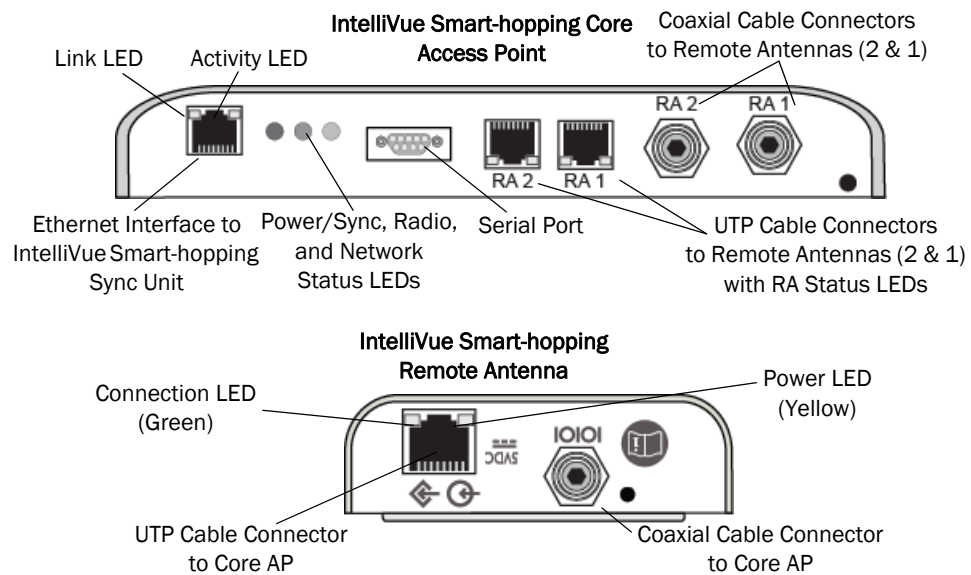 IntelliVue Smart-hopping Core
Access Point
Coaxial Cable Connectors
to Remote Antennas (2 & 1)
Link LED
Activity LED
RA 2
RA 1
RA 2
RA 1
Ethernet Interface to
IntelliVue Smart-hopping
Sync Unit
Power/Sync, Radio,
and Network
Status LEDs
Serial Port
UTP Cable Connectors
to Remote Antennas (2 & 1)
with RA Status LEDs
IntelliVue Smart-hopping
Remote Antenna
Connection LED
(Green)
Power LED
(Yellow)
5VDC
IOIOI
UTP Cable Connector
to Core AP
Coaxial Cable Connector
to Core AP